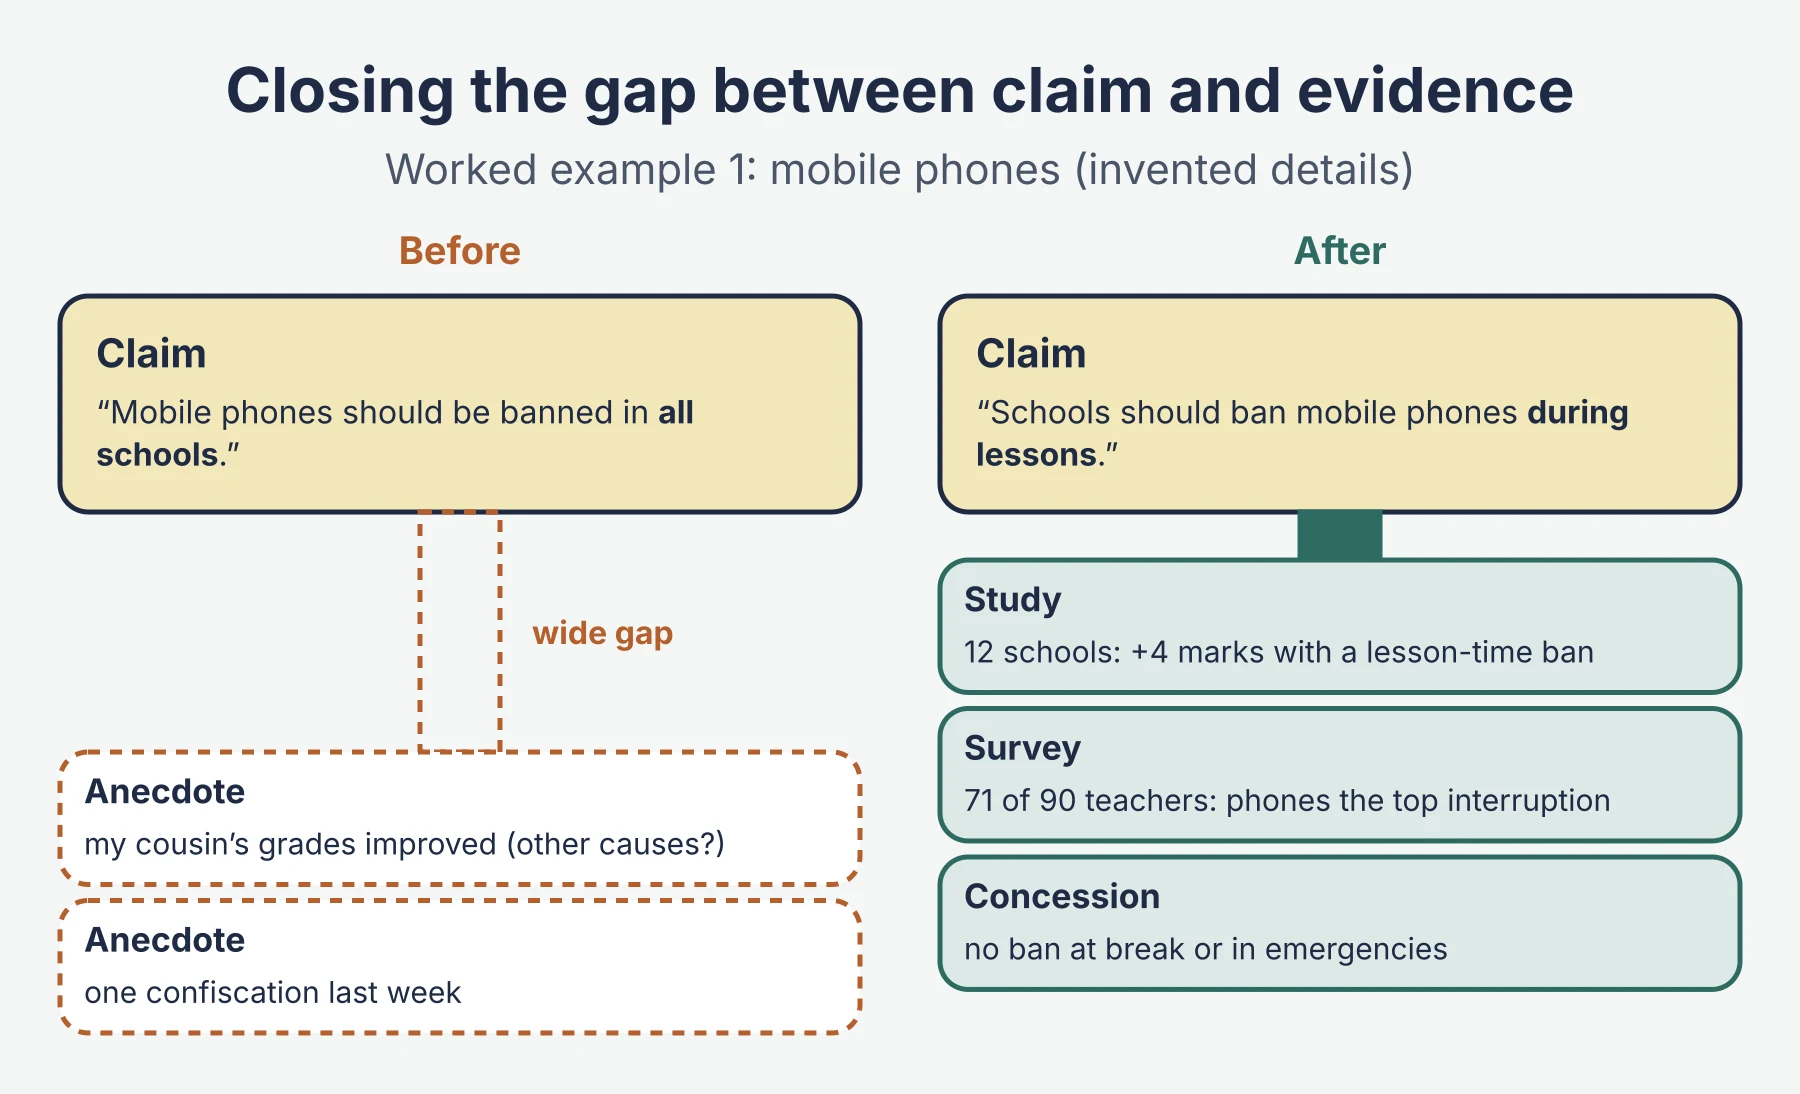 Closing the gap between claim and evidence
Worked example 1: mobile phones (invented details)
Before
Claim
“Mobile phones should be banned in all
schools.”
wide gap
Anecdote
my cousin’s grades improved (other causes?)
Anecdote
one confiscation last week
After
Claim
“Schools should ban mobile phones during
lessons.”
Study
12 schools: +4 marks with a lesson-time ban
Survey
71 of 90 teachers: phones the top interruption
Concession
no ban at break or in emergencies